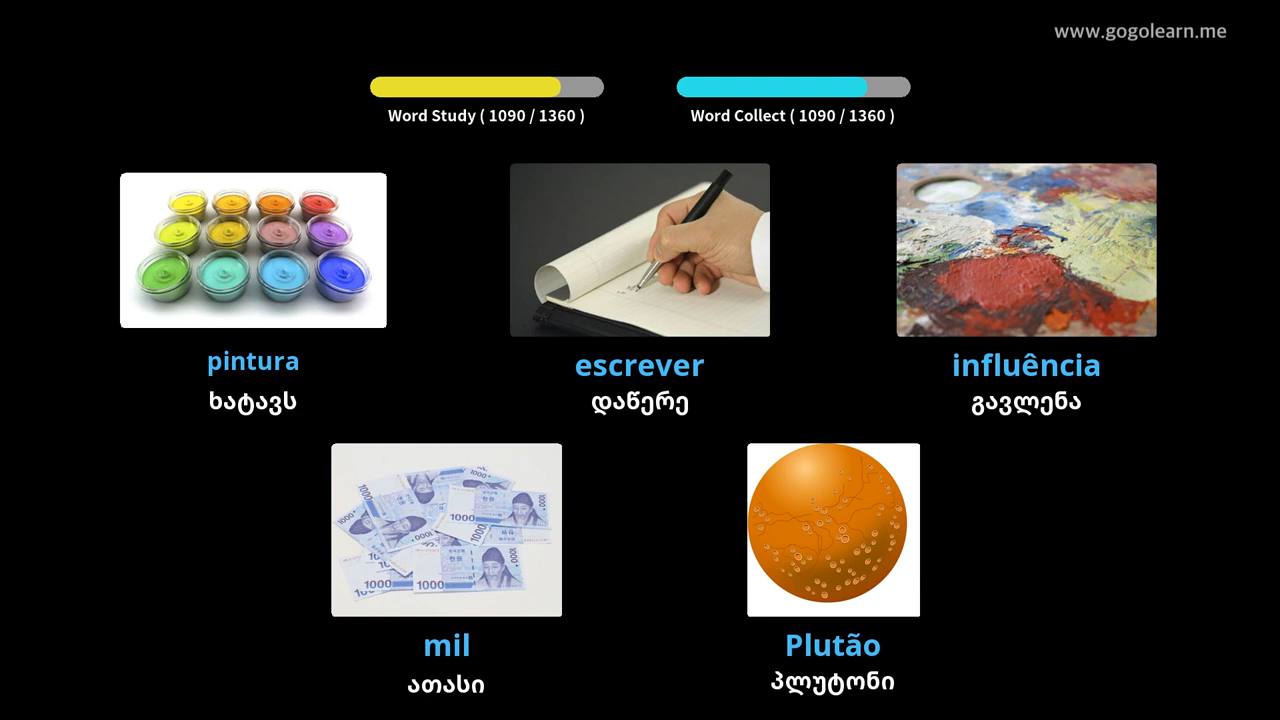 www.gogolearn.me
Word Study ( 1090 / 1360 )
Word Collect ( 1090 / 1360 )
pintura
ხატავს
escrever
დაწერე
influência
გავლენა
mil
ათასი
Plutão
პლუტონი